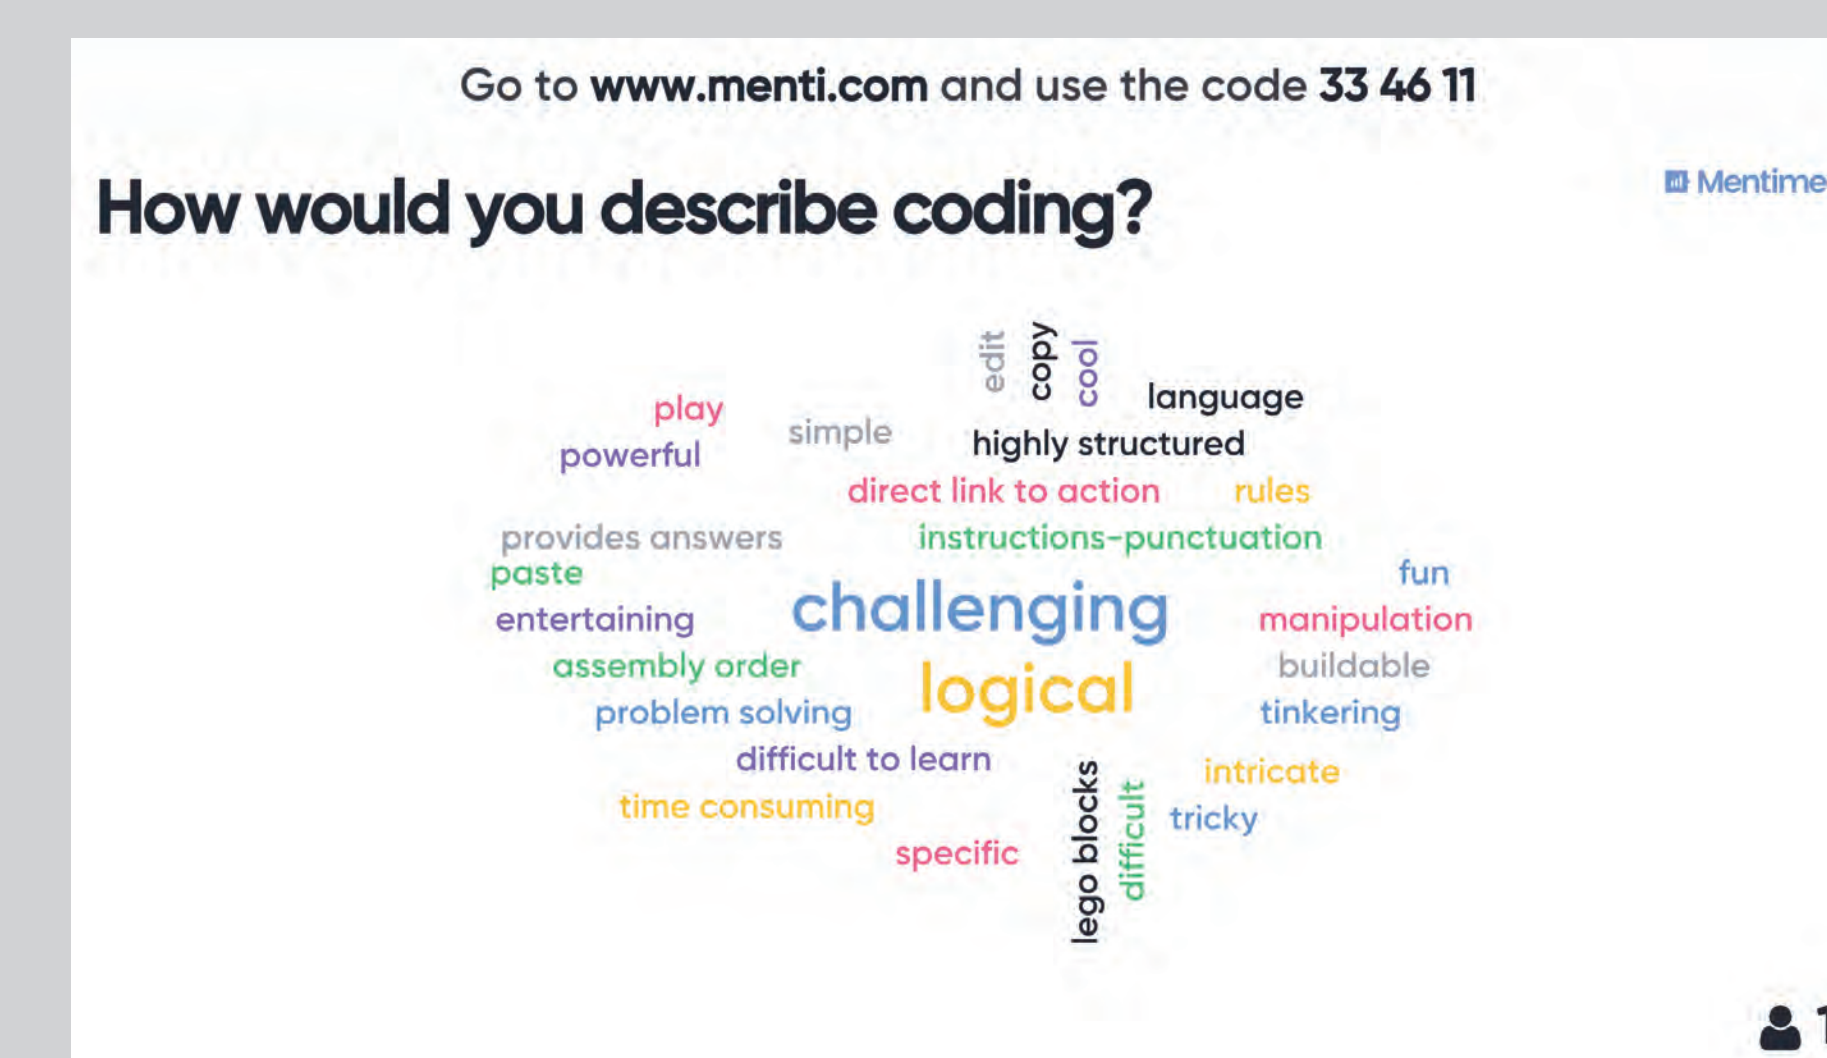 Go to www.menti.com and use the code 33 46 11
Mentime
How would you describe coding?
edit
copy
cool
language
play
simple
highly structured
powerful
direct link to action
rules
provides answers
instructions-punctuation
paste
fun
challenging
entertaining
manipulation
assembly order
buildable
logical
problem solving
tinkering
difficult to learn
intricate
time consuming
lego blocks
difficult
tricky
specific